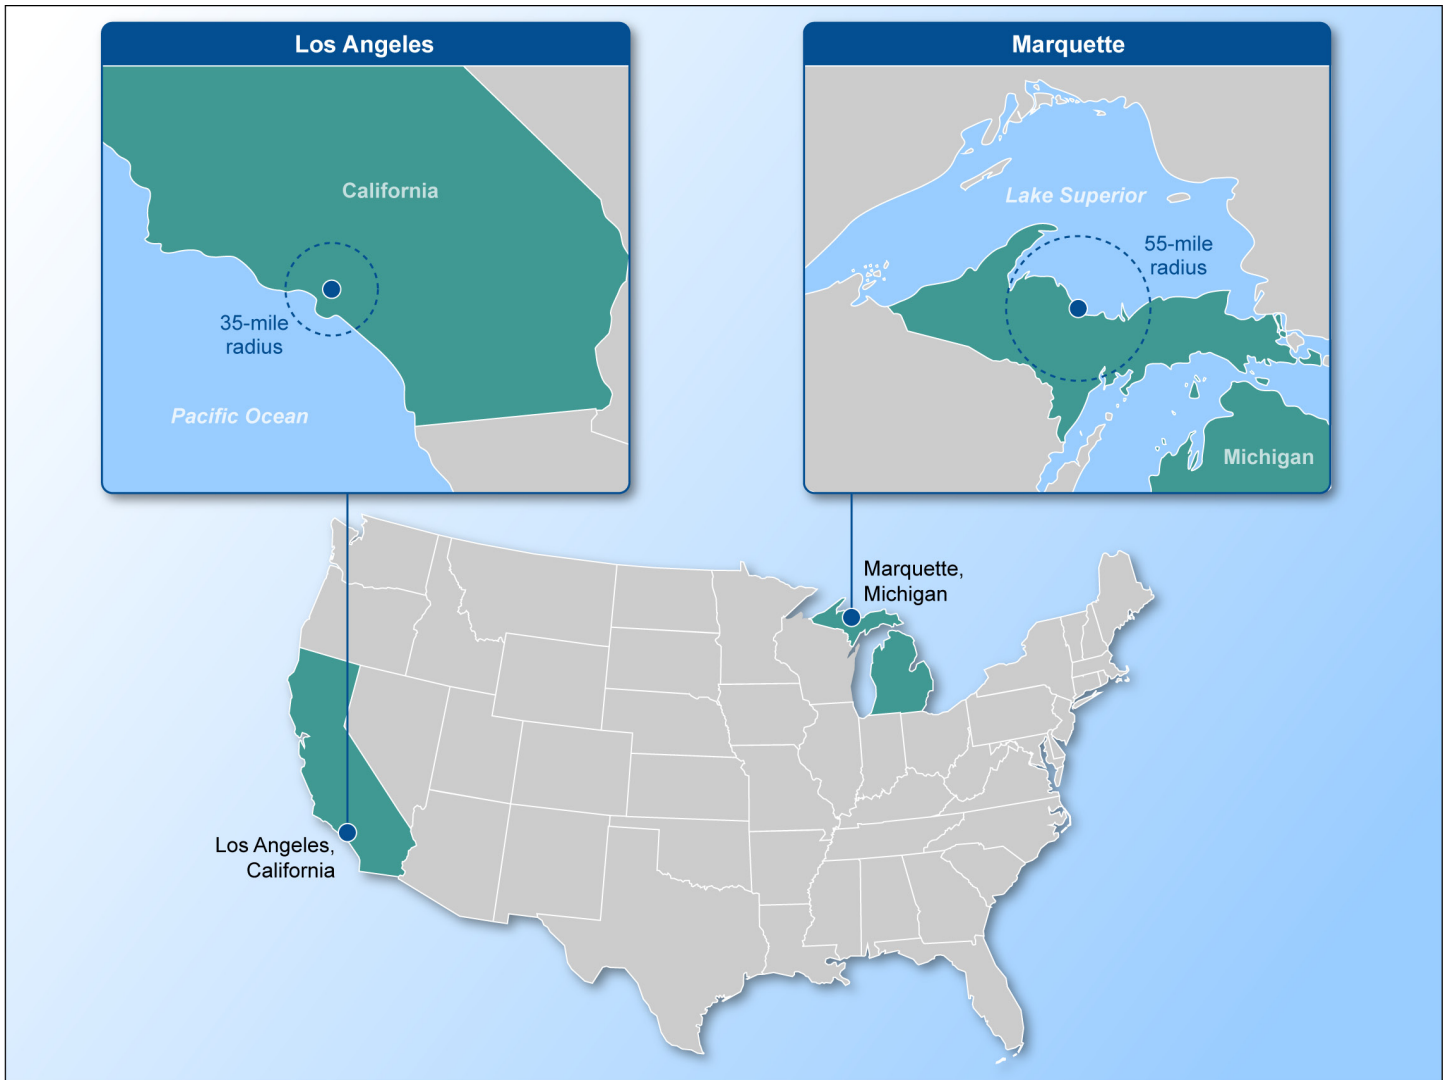 Los Angeles
California
35-mile
radius
Pacific Ocean
Marquette
Lake Superior
55-mile
radius
Michigan
Marquette,
Michigan
Los Angeles,
California